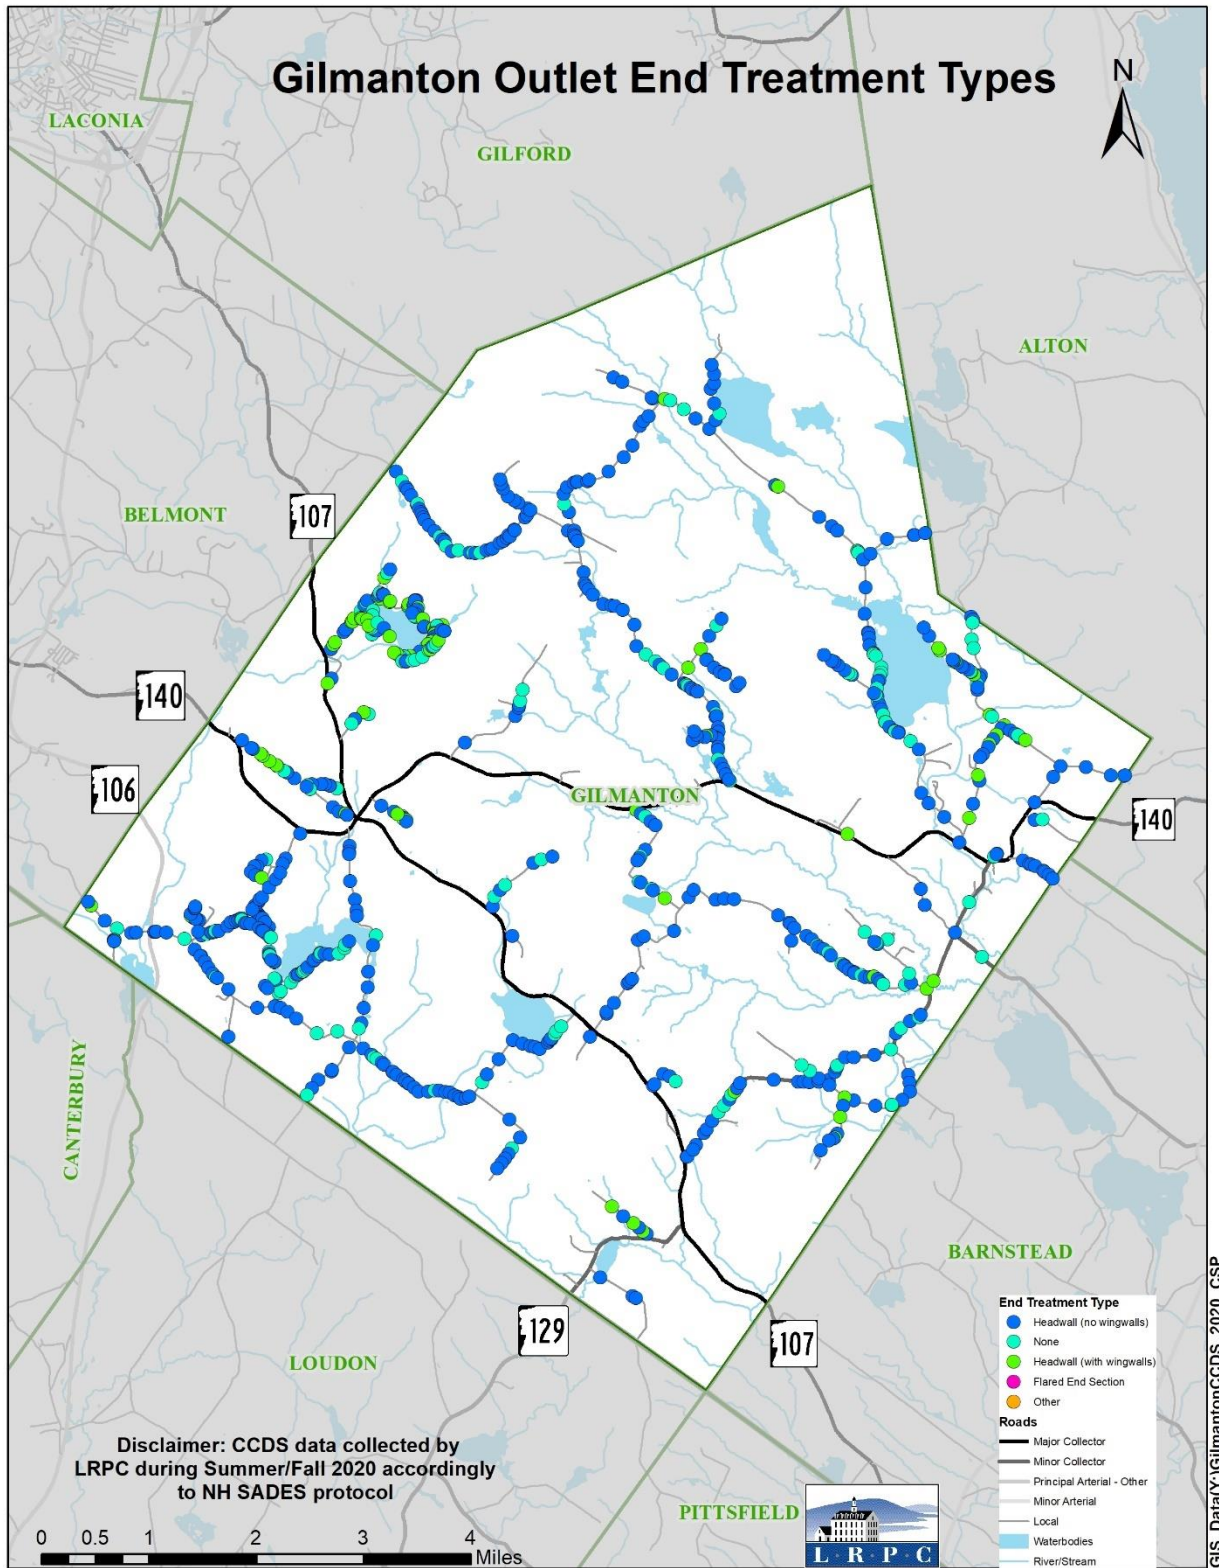 Gilmanton Outlet End Treatment Types
N
LACONIA
GILFORD
ALTON
BELMONT
107
140
106
GILMANTON
140
CANTERBURY
BARNSTEAD
129
107
LOUDON
End Treatment Type
Headwall (no wingwalls)
None
Headwall (with wingwalls)
Flared End Section
Other
Roads
Major Collector
Minor Collector
Principal Arterial - Other
Minor Arterial
Local
Waterbodies
River/Stream
Disclaimer: CCDS data collected by
LRPC during Summer/Fall 2020 accordingly
to NH SADES protocol
PITTSFIELD
L·R·P·C
0 0.5 1 2 3 4
Miles